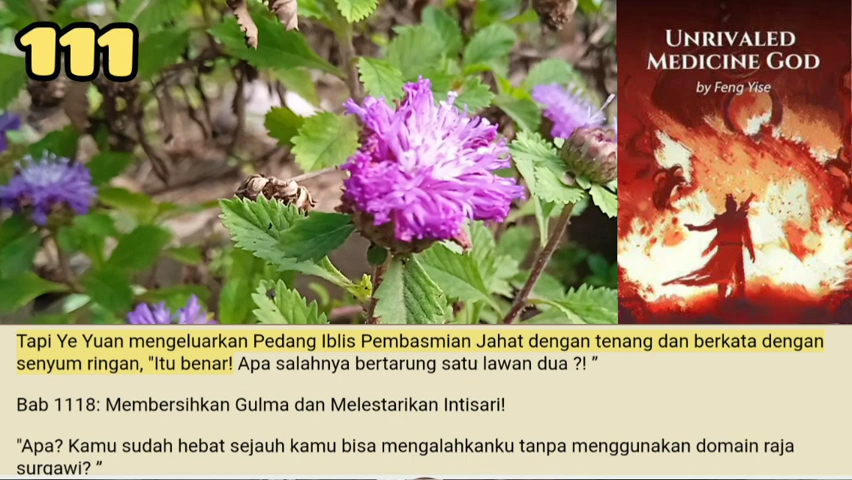 111
UNRIVALED
MEDICINE GOD
by Feng Yise
Tapi Ye Yuan mengeluarkan Pedang Iblis Pembasmian Jahat dengan tenang dan berkata dengan
senyum ringan, "Itu benar! Apa salahnya bertarung satu lawan dua ?! ”
Bab 1118: Membersihkan Gulma dan Melestarikan Intisari!
"Apa? Kamu sudah hebat sejauh kamu bisa mengalahkanku tanpa menggunakan domain raja
surgawi? ”